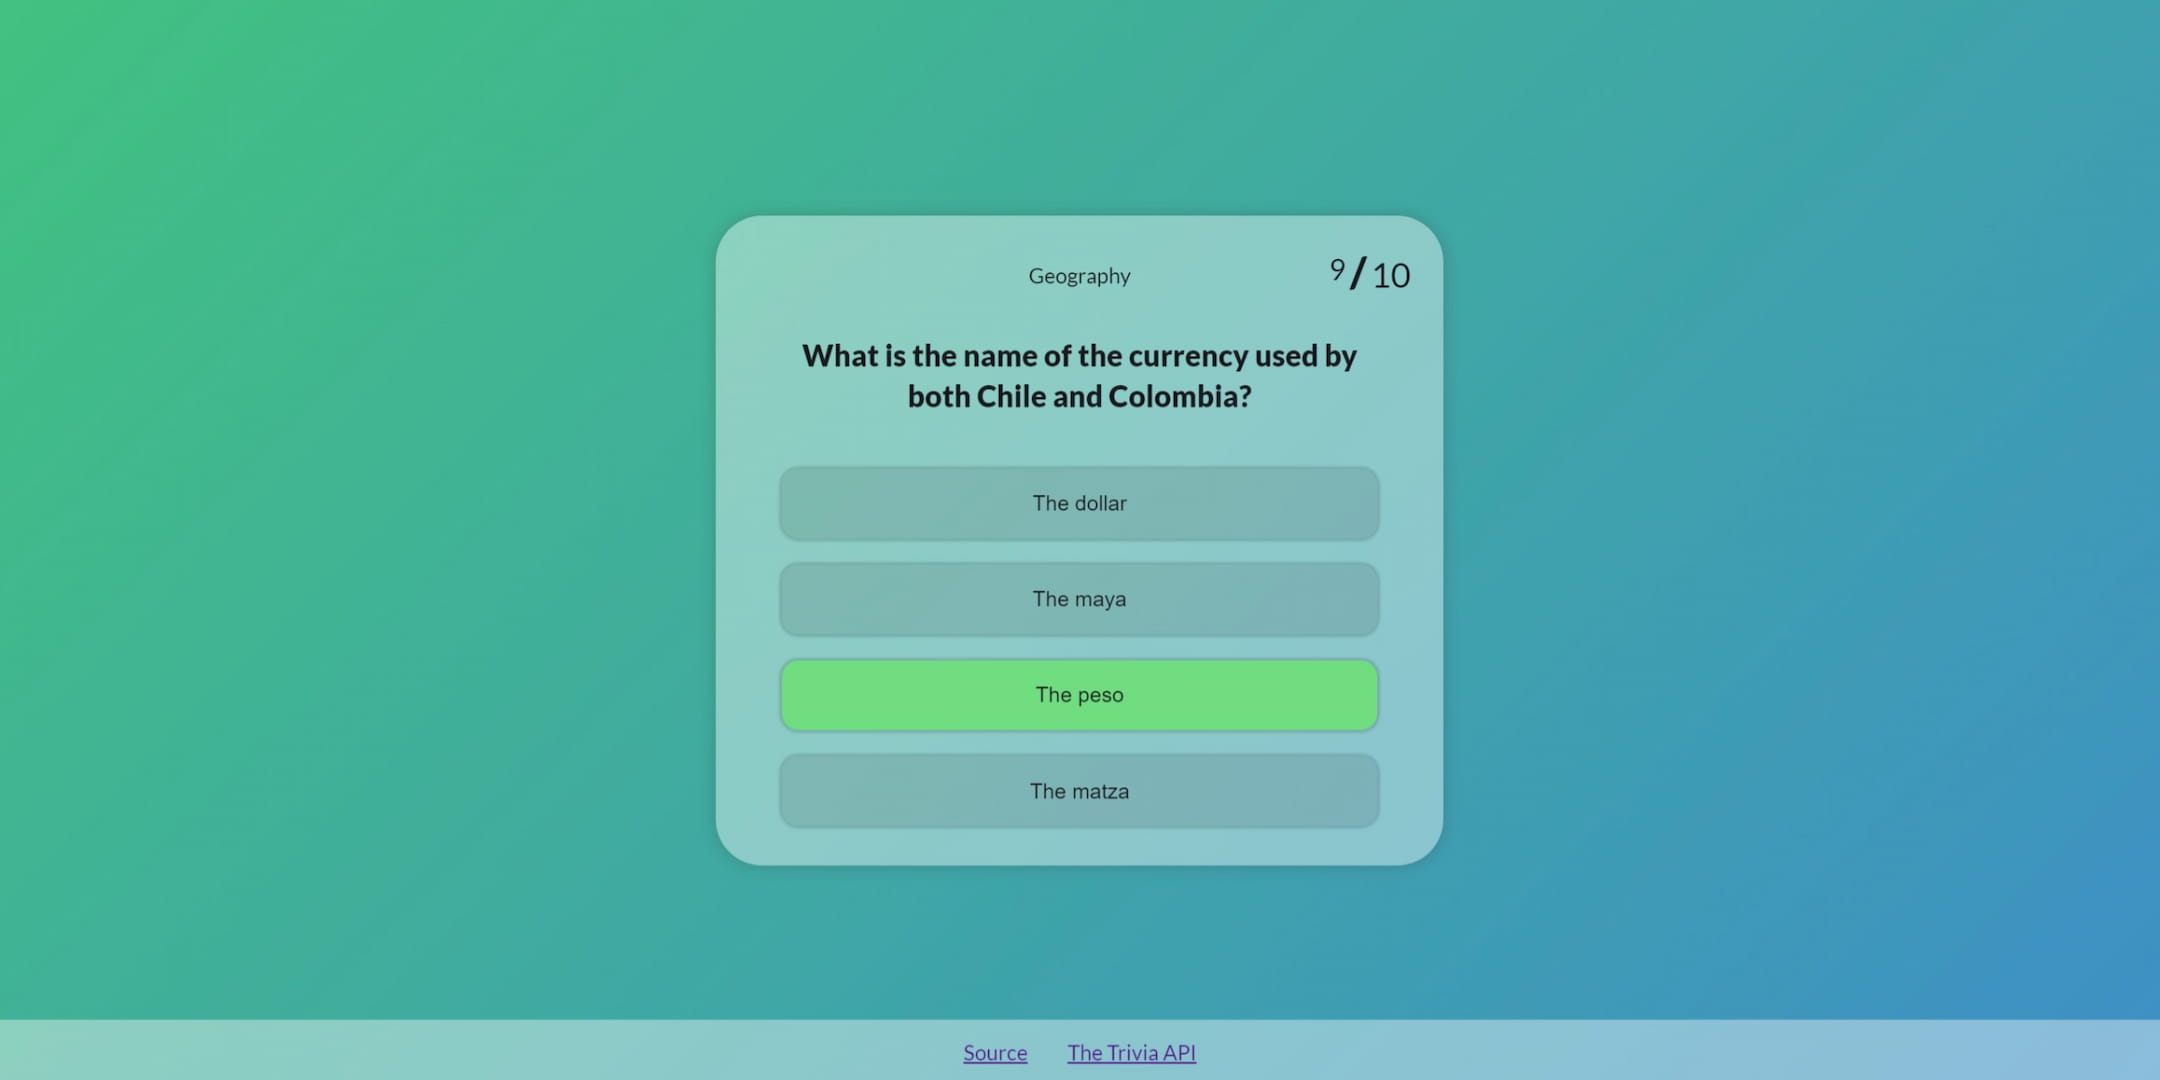 Geography
9/10
What is the name of the currency used by
both Chile and Colombia?
The dollar
The maya
The peso
The matza
Source The Trivia API